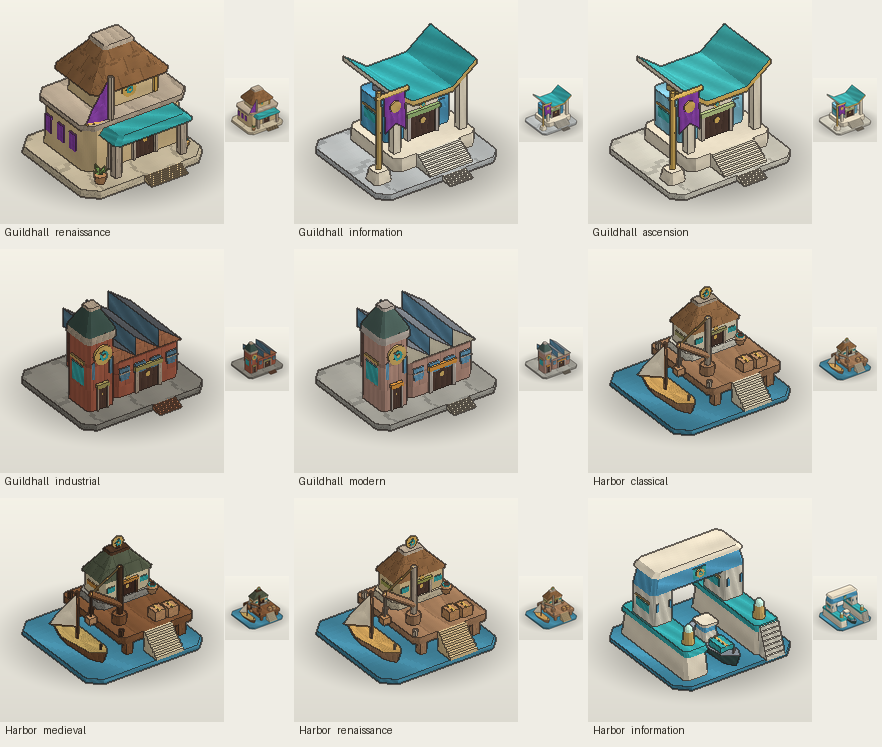 Guildhall renaissance
Guildhall information
Guildhall ascension
Guildhall industrial
Guildhall modern
Harbor classical
Harbor medieval
Harbor renaissance
Harbor information